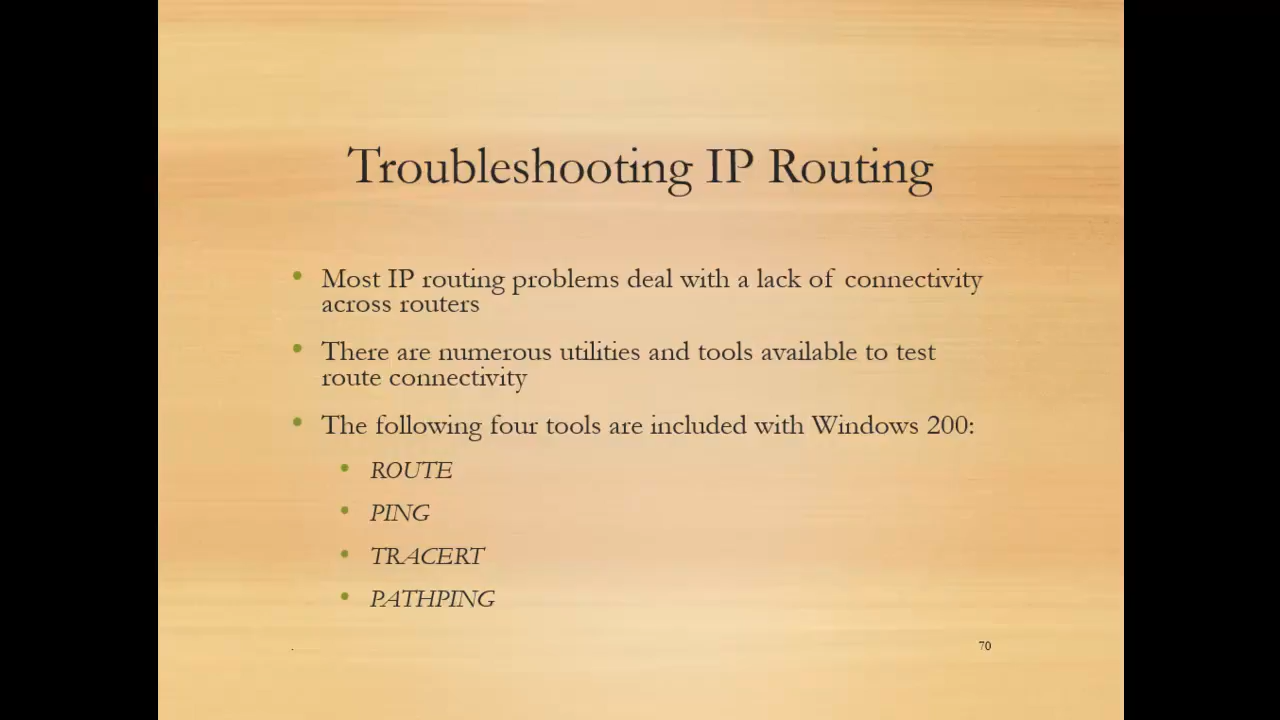 Troubleshooting IP Routing
• Most IP routing problems deal with a lack of connectivity
across routers
• There are numerous utilities and tools available to test
route connectivity
• The following four tools are included with Windows 200:
• ROUTE
• PING
• TRACERT
• PATHPING
. 70